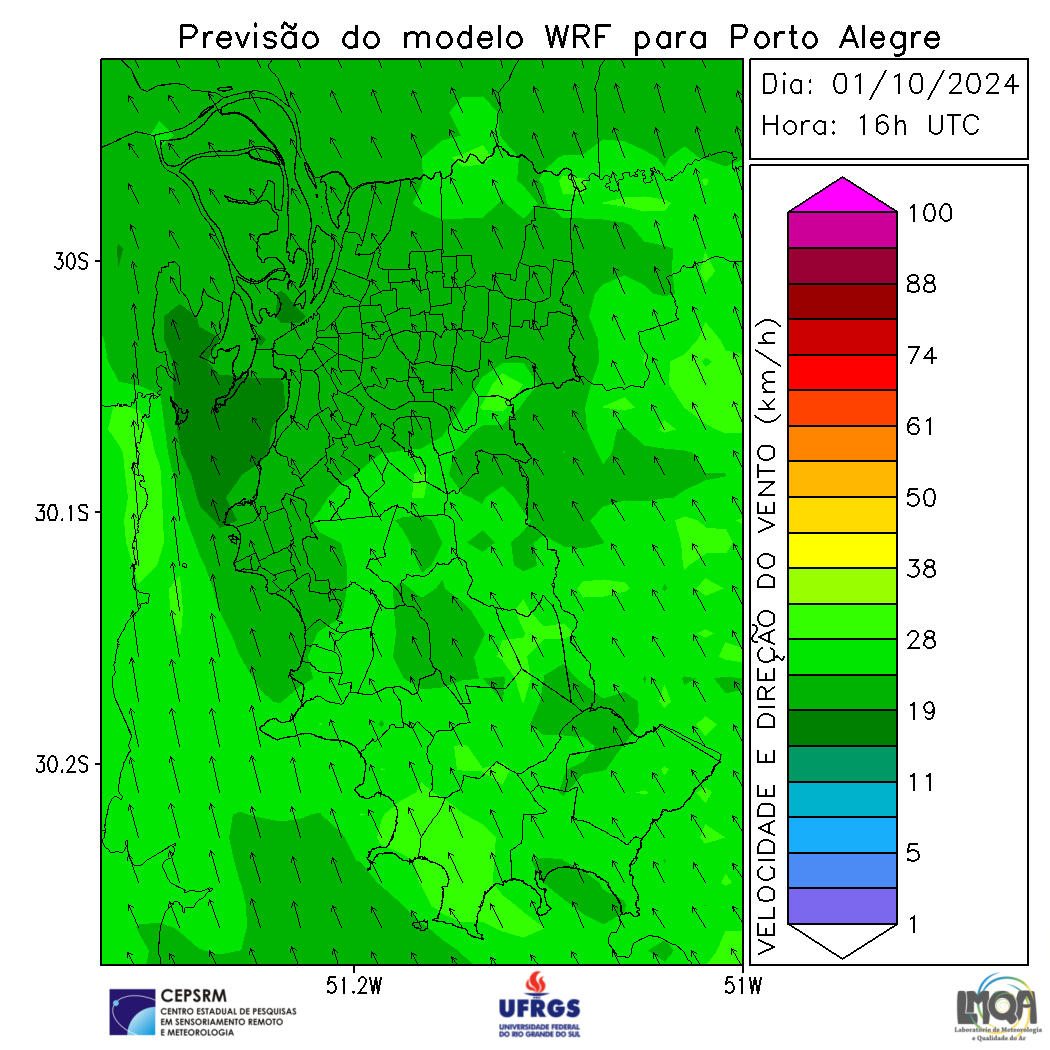 Previsão do modelo WRF para Porto Alegre
Dia: 01/10/2024
Hora: 16h UTC
30S
30.1S
30.2S
51.2W
51W
VELOCIDADE E DIREÇÃO DO VENTO (km/h)
100
88
74
61
50
38
28
19
11
5
1
CEPSRM
CENTRO ESTADUAL DE PESQUISAS
EM SENSORIAMENTO REMOTO
E METEOROLOGIA
UFRGS
UNIVERSIDADE FEDERAL
DO RIO GRANDE DO SUL
LMQA
Laboratório de Meteorologia
e Qualidade do Ar